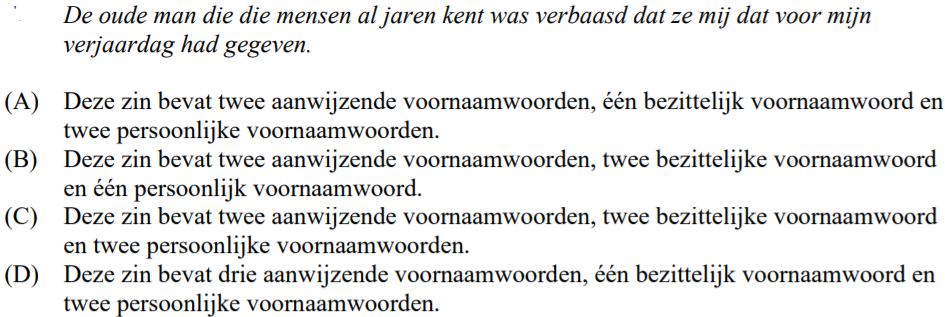 De oude man die die mensen al jaren kent was verbaasd dat ze mij dat voor mijn
verjaardag had gegeven.
(A) Deze zin bevat twee aanwijzende voornaamwoorden, één bezittelijk voornaamwoord en
twee persoonlijke voornaamwoorden.
(B) Deze zin bevat twee aanwijzende voornaamwoorden, twee bezittelijke voornaamwoord
en één persoonlijk voornaamwoord.
(C) Deze zin bevat twee aanwijzende voornaamwoorden, twee bezittelijke voornaamwoord
en twee persoonlijke voornaamwoorden.
(D) Deze zin bevat drie aanwijzende voornaamwoorden, één bezittelijk voornaamwoord en
twee persoonlijke voornaamwoorden.